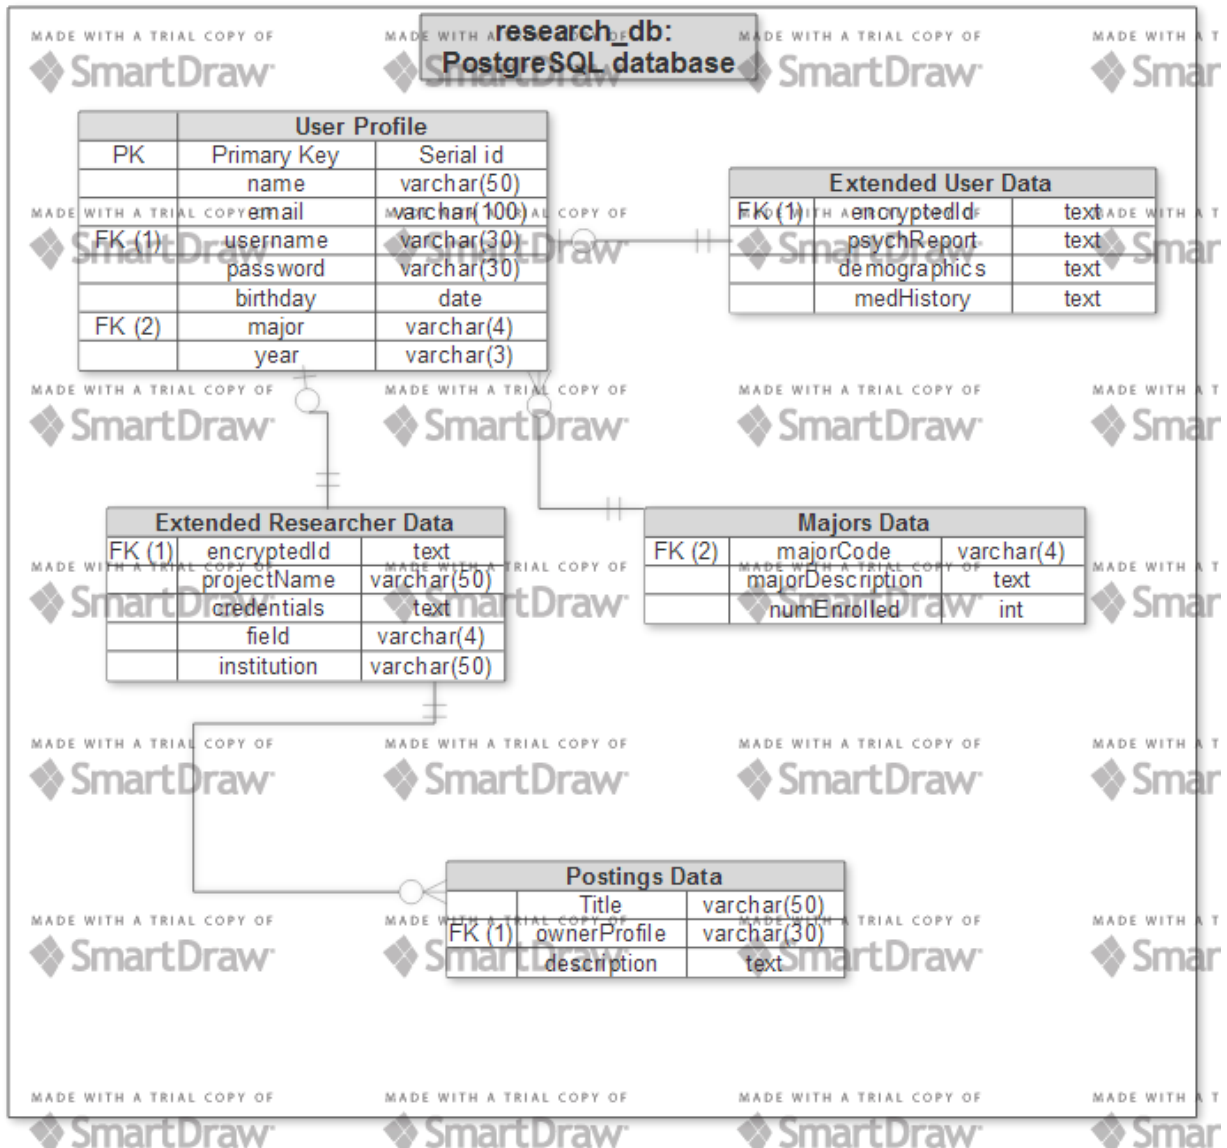 research_db:
PostgreSQL database
User Profile
PK Primary Key Serial id
name varchar(50)
email varchar(100)
FK (1) username varchar(30)
password varchar(30)
birthday date
FK (2) major varchar(4)
year varchar(3)
Extended User Data
FK (1) encryptedId text
psychReport text
demographics text
medHistory text
Extended Researcher Data
FK (1) encryptedId text
projectName varchar(50)
credentials text
field varchar(4)
institution varchar(50)
Majors Data
FK (2) majorCode varchar(4)
majorDescription text
numEnrolled int
Postings Data
Title varchar(50)
FK (1) ownerProfile varchar(30)
description text
MADE WITH A TRIAL COPY OF
SmartDraw